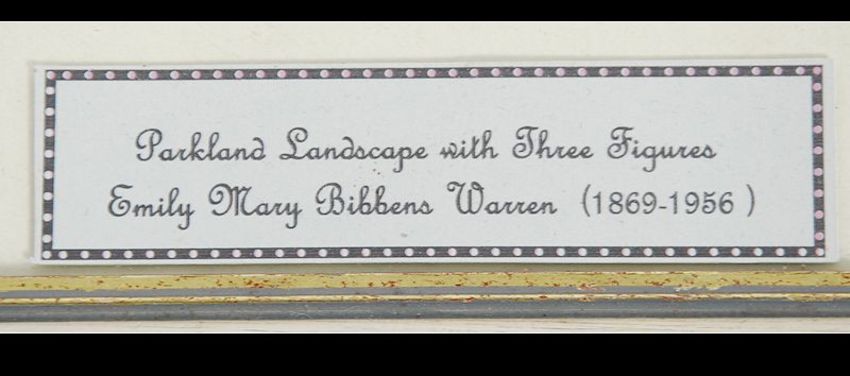 Parkland Landscape with Three Figures
Emily Mary Bibbens Warren (1869-1956 )